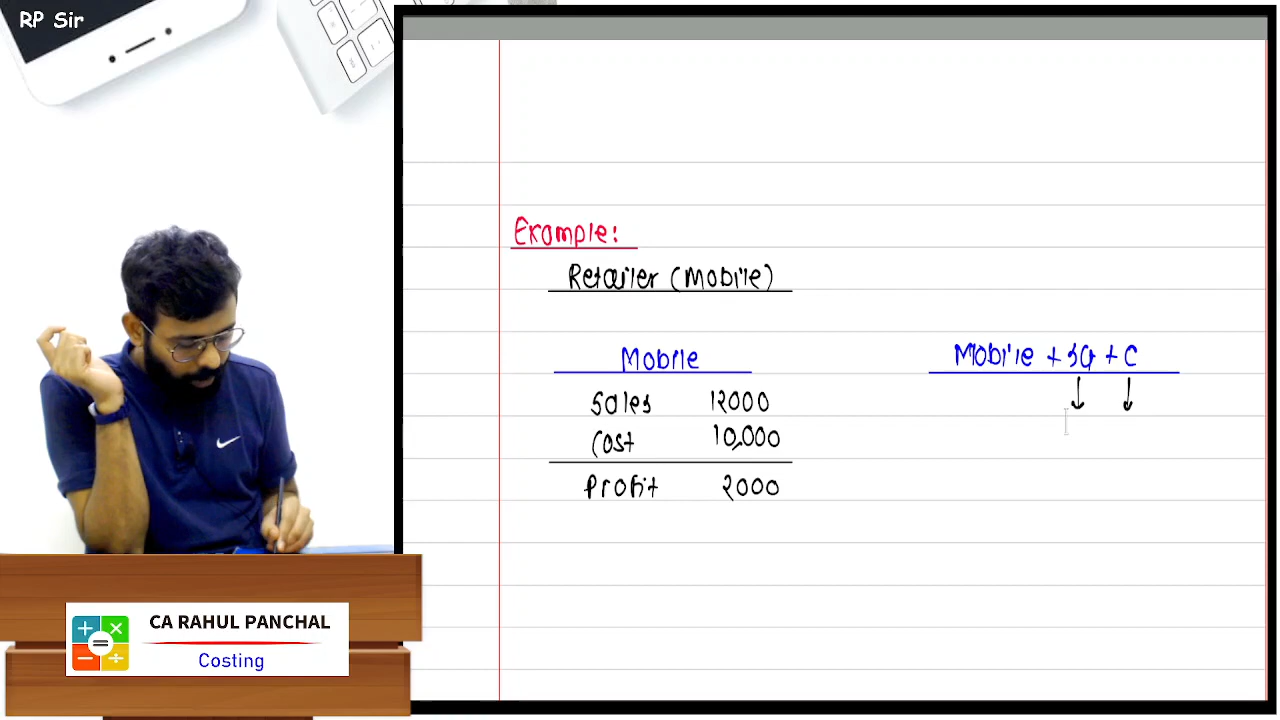 RP Sir
Example:
Retailer (Mobile)
Mobile
Mobile + SG + C
Sales 12000
Cost 10,000
Profit 2000
CA RAHUL PANCHAL
Costing